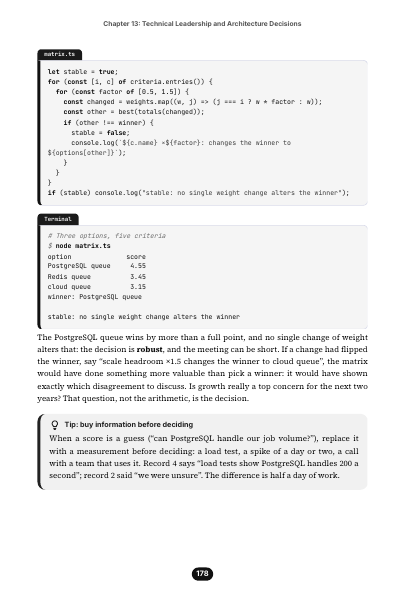 Chapter 13: Technical Leadership and Architecture Decisions
matrix.ts
let stable = true;
for (const [i, c] of criteria.entries()) {
for (const factor of [0.5, 1.5]) {
const changed = weights.map((w, j) => (j === i ? w * factor : w));
const other = best(totals(changed));
if (other !== winner) {
stable = false;
console.log(`${c.name} ×${factor}: changes the winner to
${options[other]}`);
}
}
}
if (stable) console.log("stable: no single weight change alters the winner");
Terminal
# Three options, five criteria
$ node matrix.ts
option score
PostgreSQL queue 4.55
Redis queue 3.45
cloud queue 3.15
winner: PostgreSQL queue
stable: no single weight change alters the winner
The PostgreSQL queue wins by more than a full point, and no single change of weight
alters that: the decision is robust, and the meeting can be short. If a change had flipped
the winner, say “scale headroom ×1.5 changes the winner to cloud queue”, the matrix
would have done something more valuable than pick a winner: it would have shown
exactly which disagreement to discuss. Is growth really a top concern for the next two
years? That question, not the arithmetic, is the decision.
Tip: buy information before deciding
When a score is a guess (“can PostgreSQL handle our job volume?”), replace it
with a measurement before deciding: a load test, a spike of a day or two, a call
with a team that uses it. Record 4 says “load tests show PostgreSQL handles 200 a
second”; record 2 said “we were unsure”. The difference is half a day of work.
178